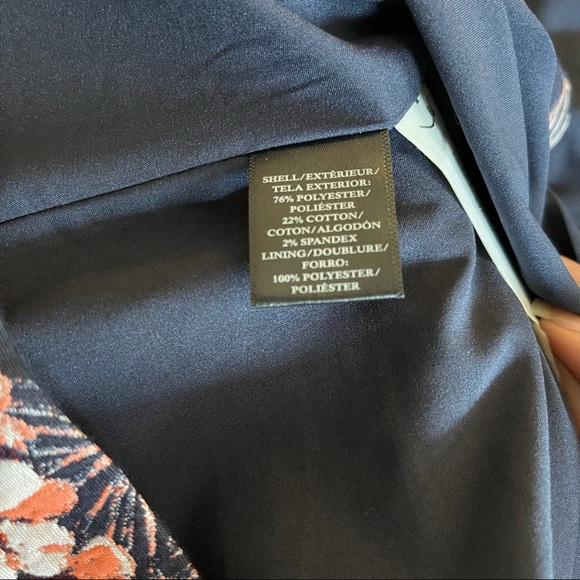 SHELL/EXTÉRIEUR/
TELA EXTERIOR:
76% POLYESTER/
POLIÉSTER
22% COTTON/
COTON/ALGODÓN
2% SPANDEX
LINING/DOUBLURE/
FORRO:
100% POLYESTER/
POLIÉSTER